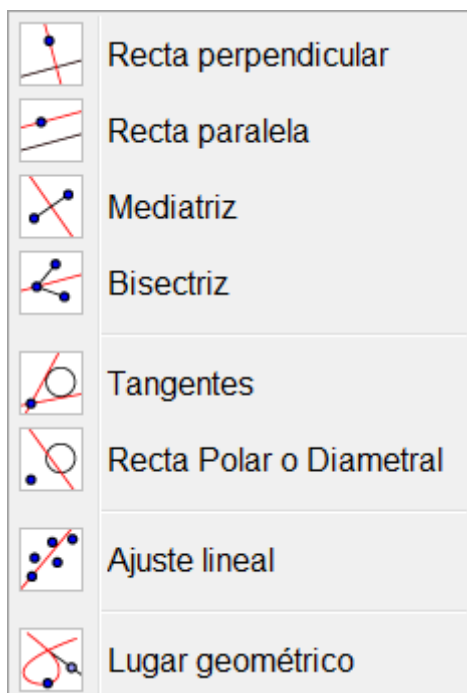 Recta perpendicular
Recta paralela
Mediatriz
Bisectriz
Tangentes
Recta Polar o Diametral
Ajuste lineal
Lugar geométrico